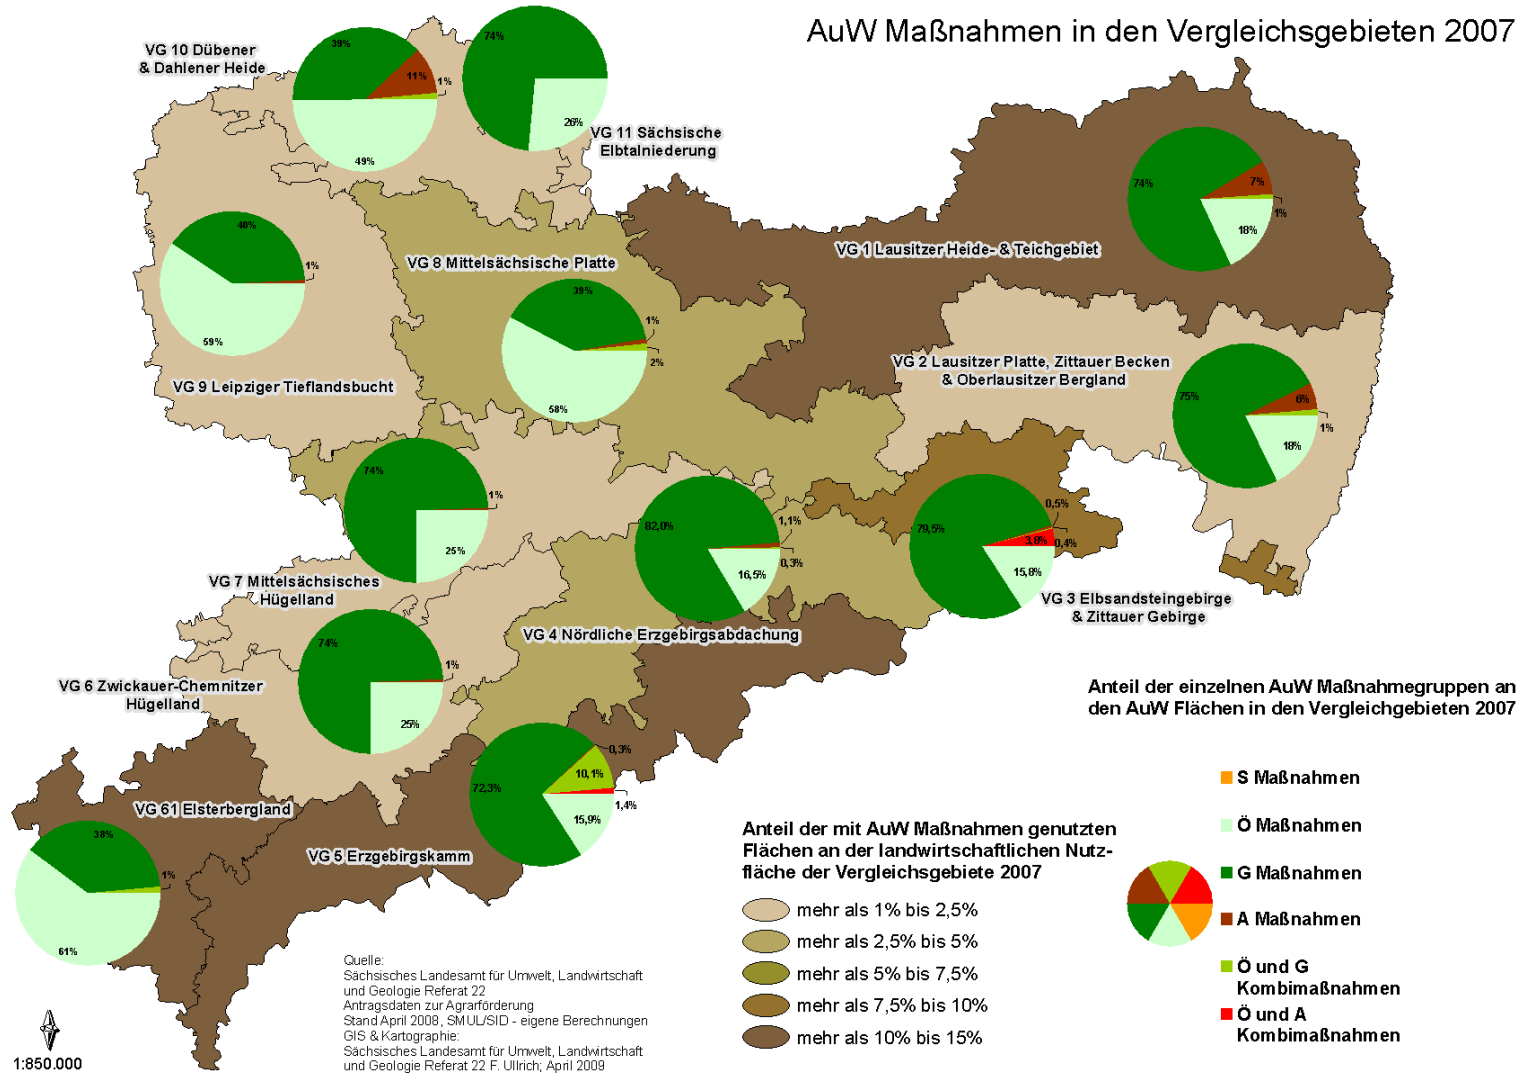 AuW Maßnahmen in den Vergleichsgebieten 2007
VG 10 Dübener
& Dahlener Heide
39%
11%
1%
49%
74%
26%
VG 11 Sächsische
Elbtalniederung
74%
7%
1%
18%
VG 1 Lausitzer Heide- & Teichgebiet
40%
1%
59%
VG 9 Leipziger Tieflandsbucht
VG 8 Mittelsächsische Platte
39%
1%
2%
58%
VG 2 Lausitzer Platte, Zittauer Becken
& Oberlausitzer Bergland
75%
6%
1%
18%
74%
1%
25%
VG 7 Mittelsächsisches
Hügelland
82,0%
1,1%
0,3%
16,5%
VG 4 Nördliche Erzgebirgsabdachung
79,5%
0,5%
3,8%
0,4%
15,8%
VG 3 Elbsandsteingebirge
& Zittauer Gebirge
74%
1%
25%
VG 6 Zwickauer-Chemnitzer
Hügelland
72,3%
0,3%
10,1%
1,4%
15,9%
VG 5 Erzgebirgskamm
VG 61 Elsterbergland
38%
1%
61%
Anteil der einzelnen AuW Maßnahmegruppen an
den AuW Flächen in den Vergleichgebieten 2007
S Maßnahmen
Ö Maßnahmen
G Maßnahmen
A Maßnahmen
Ö und G
Kombimaßnahmen
Ö und A
Kombimaßnahmen
Anteil der mit AuW Maßnahmen genutzten
Flächen an der landwirtschaftlichen Nutz-
fläche der Vergleichsgebiete 2007
mehr als 1% bis 2,5%
mehr als 2,5% bis 5%
mehr als 5% bis 7,5%
mehr als 7,5% bis 10%
mehr als 10% bis 15%
Quelle:
Sächsisches Landesamt für Umwelt, Landwirtschaft
und Geologie Referat 22
Antragsdaten zur Agrarförderung
Stand April 2008, SMUL/SID - eigene Berechnungen
GIS & Kartographie:
Sächsisches Landesamt für Umwelt, Landwirtschaft
und Geologie Referat 22 F. Ullrich; April 2009
1:850.000